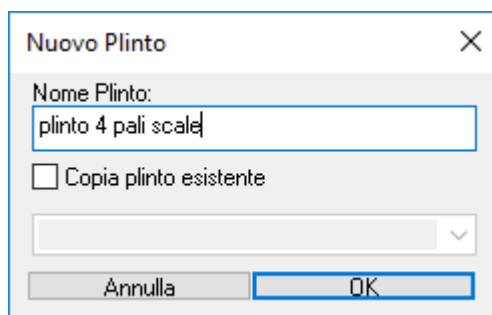 Nuovo Plinto
Nome Plinto:
plinto 4 pali scale
Copia plinto esistente
Annulla OK